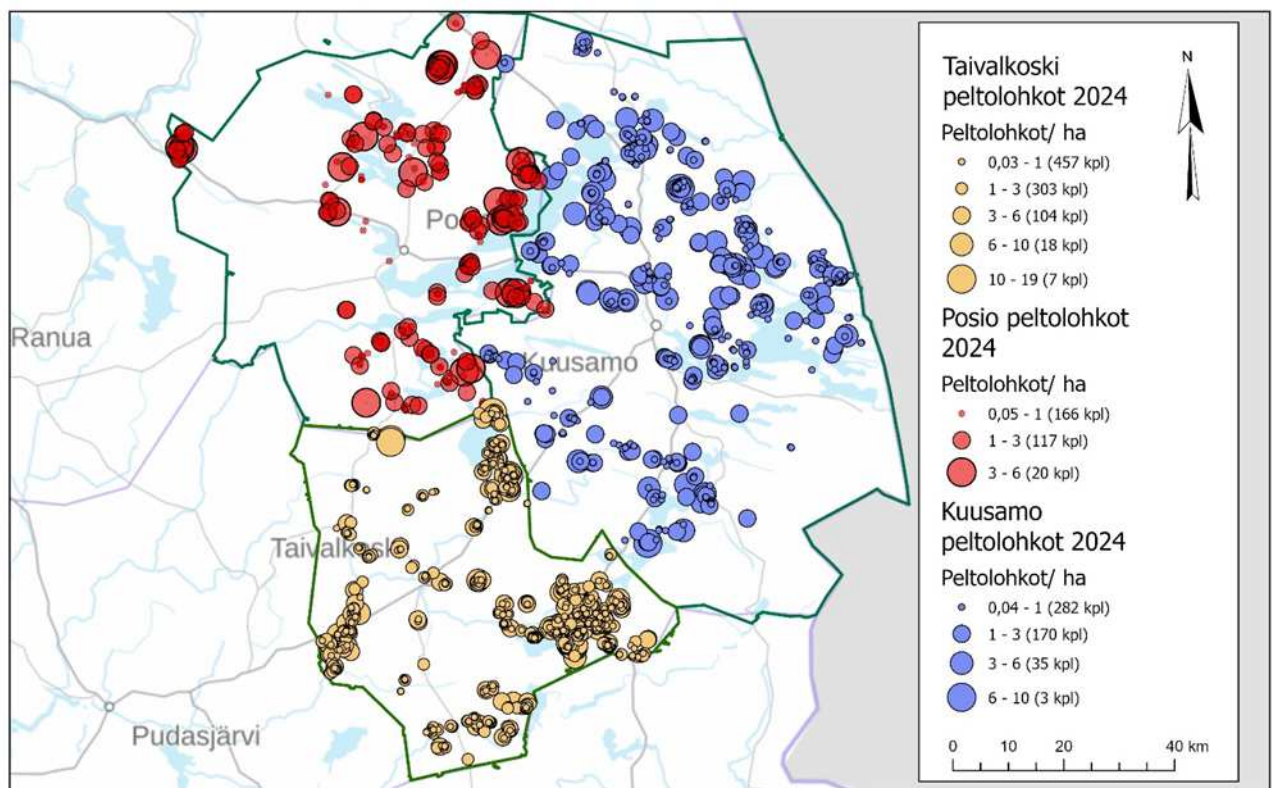 Taivalkoski
peltolohkot 2024
Peltolohkot/ ha
0,03 - 1 (457 kpl)
1 - 3 (303 kpl)
3 - 6 (104 kpl)
6 - 10 (18 kpl)
10 - 19 (7 kpl)
Posio peltolohkot
2024
Peltolohkot/ ha
0,05 - 1 (166 kpl)
1 - 3 (117 kpl)
3 - 6 (20 kpl)
Kuusamo
peltolohkot 2024
Peltolohkot/ ha
0,04 - 1 (282 kpl)
1 - 3 (170 kpl)
3 - 6 (35 kpl)
6 - 10 (3 kpl)
0 10 20 40 km
N
Ranua
Kuusamo
Taivalkoski
Pudasjärvi